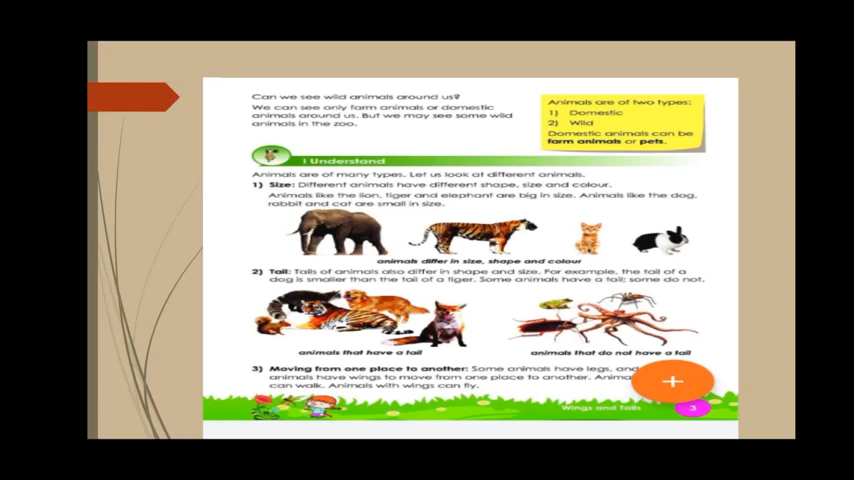 Can we see wild animals around us?
We can see only farm animals or domestic
animals around us. But we may see some wild
animals in the zoo.
Animals are of two types:
1) Domestic
2) Wild
Domestic animals can be
farm animals or pets.
I Understand
Animals are of many types. Let us look at different animals.
1) Size: Different animals have different shape, size and colour.
Animals like the lion, tiger and elephant are big in size. Animals like the dog,
rabbit and cat are small in size.
animals differ in size, shape and colour
2) Tail: Tails of animals also differ in shape and size. For example, the tail of a
dog is smaller than the tail of a tiger. Some animals have a tail; some do not.
animals that have a tail
animals that do not have a tail
3) Moving from one place to another: Some animals have legs, and
animals have wings to move from one place to another.
can walk. Animals with wings can fly.
Wings and Tails
3